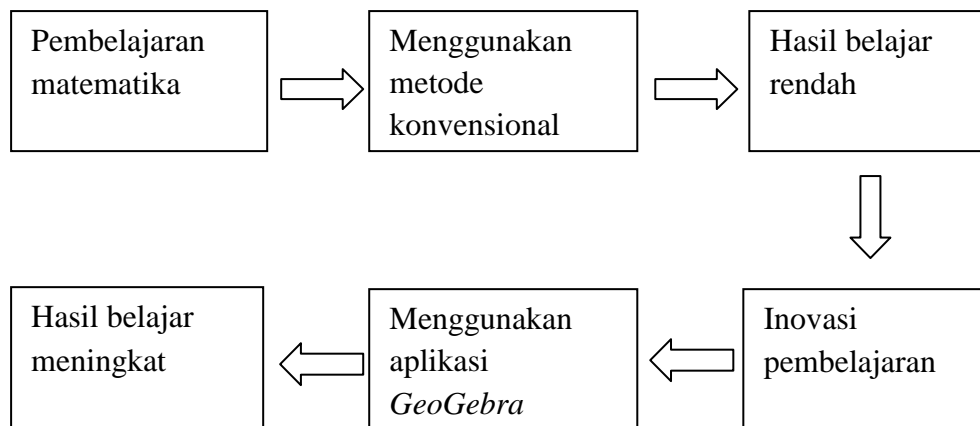 Pembelajaran
matematika
Menggunakan
metode
konvensional
Hasil belajar
rendah
Inovasi
pembelajaran
Menggunakan
aplikasi
GeoGebra
Hasil belajar
meningkat